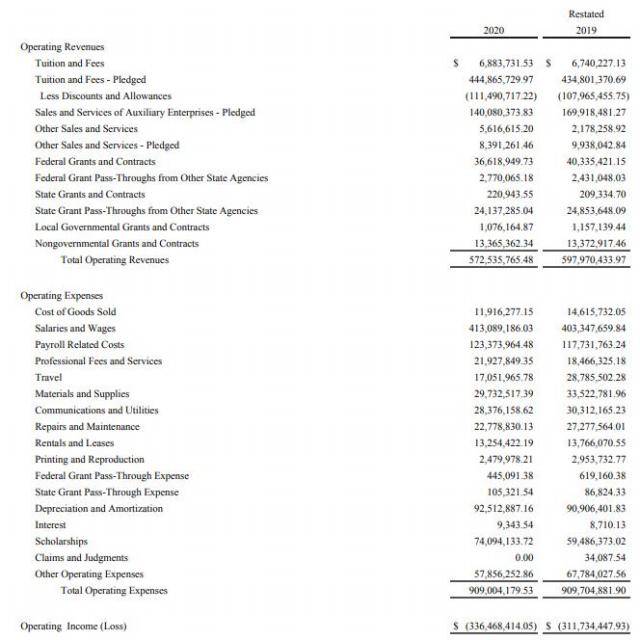 Restated
2020 2019
Operating Revenues
Tuition and Fees $ 6,883,731.53 $ 6,740,227.13
Tuition and Fees - Pledged 444,865,729.97 434,801,370.69
Less Discounts and Allowances (111,490,717.22) (107,965,455.75)
Sales and Services of Auxiliary Enterprises - Pledged 140,080,373.83 169,918,481.27
Other Sales and Services 5,616,615.20 2,178,258.92
Other Sales and Services - Pledged 8,391,261.46 9,938,042.84
Federal Grants and Contracts 36,618,949.73 40,335,421.15
Federal Grant Pass-Throughs from Other State Agencies 2,770,065.18 2,431,048.03
State Grants and Contracts 220,943.55 209,334.70
State Grant Pass-Throughs from Other State Agencies 24,137,285.04 24,853,648.09
Local Governmental Grants and Contracts 1,076,164.87 1,157,139.44
Nongovernmental Grants and Contracts 13,365,362.34 13,372,917.46
Total Operating Revenues 572,535,765.48 597,970,433.97
Operating Expenses
Cost of Goods Sold 11,916,277.15 14,615,732.05
Salaries and Wages 413,089,186.03 403,347,659.84
Payroll Related Costs 123,373,964.48 117,731,763.24
Professional Fees and Services 21,927,849.35 18,466,325.18
Travel 17,051,965.78 28,785,502.28
Materials and Supplies 29,732,517.39 33,522,781.96
Communications and Utilities 28,376,158.62 30,312,165.23
Repairs and Maintenance 22,778,830.13 27,277,564.01
Rentals and Leases 13,254,422.19 13,766,070.55
Printing and Reproduction 2,479,978.21 2,953,732.77
Federal Grant Pass-Through Expense 445,091.38 619,160.38
State Grant Pass-Through Expense 105,321.54 86,824.33
Depreciation and Amortization 92,512,887.16 90,906,401.83
Interest 9,343.54 8,710.13
Scholarships 74,094,133.72 59,486,373.02
Claims and Judgments 0.00 34,087.54
Other Operating Expenses 57,856,252.86 67,784,027.56
Total Operating Expenses 909,004,179.53 909,704,881.90
Operating Income (Loss) $ (336,468,414.05) $ (311,734,447.93)